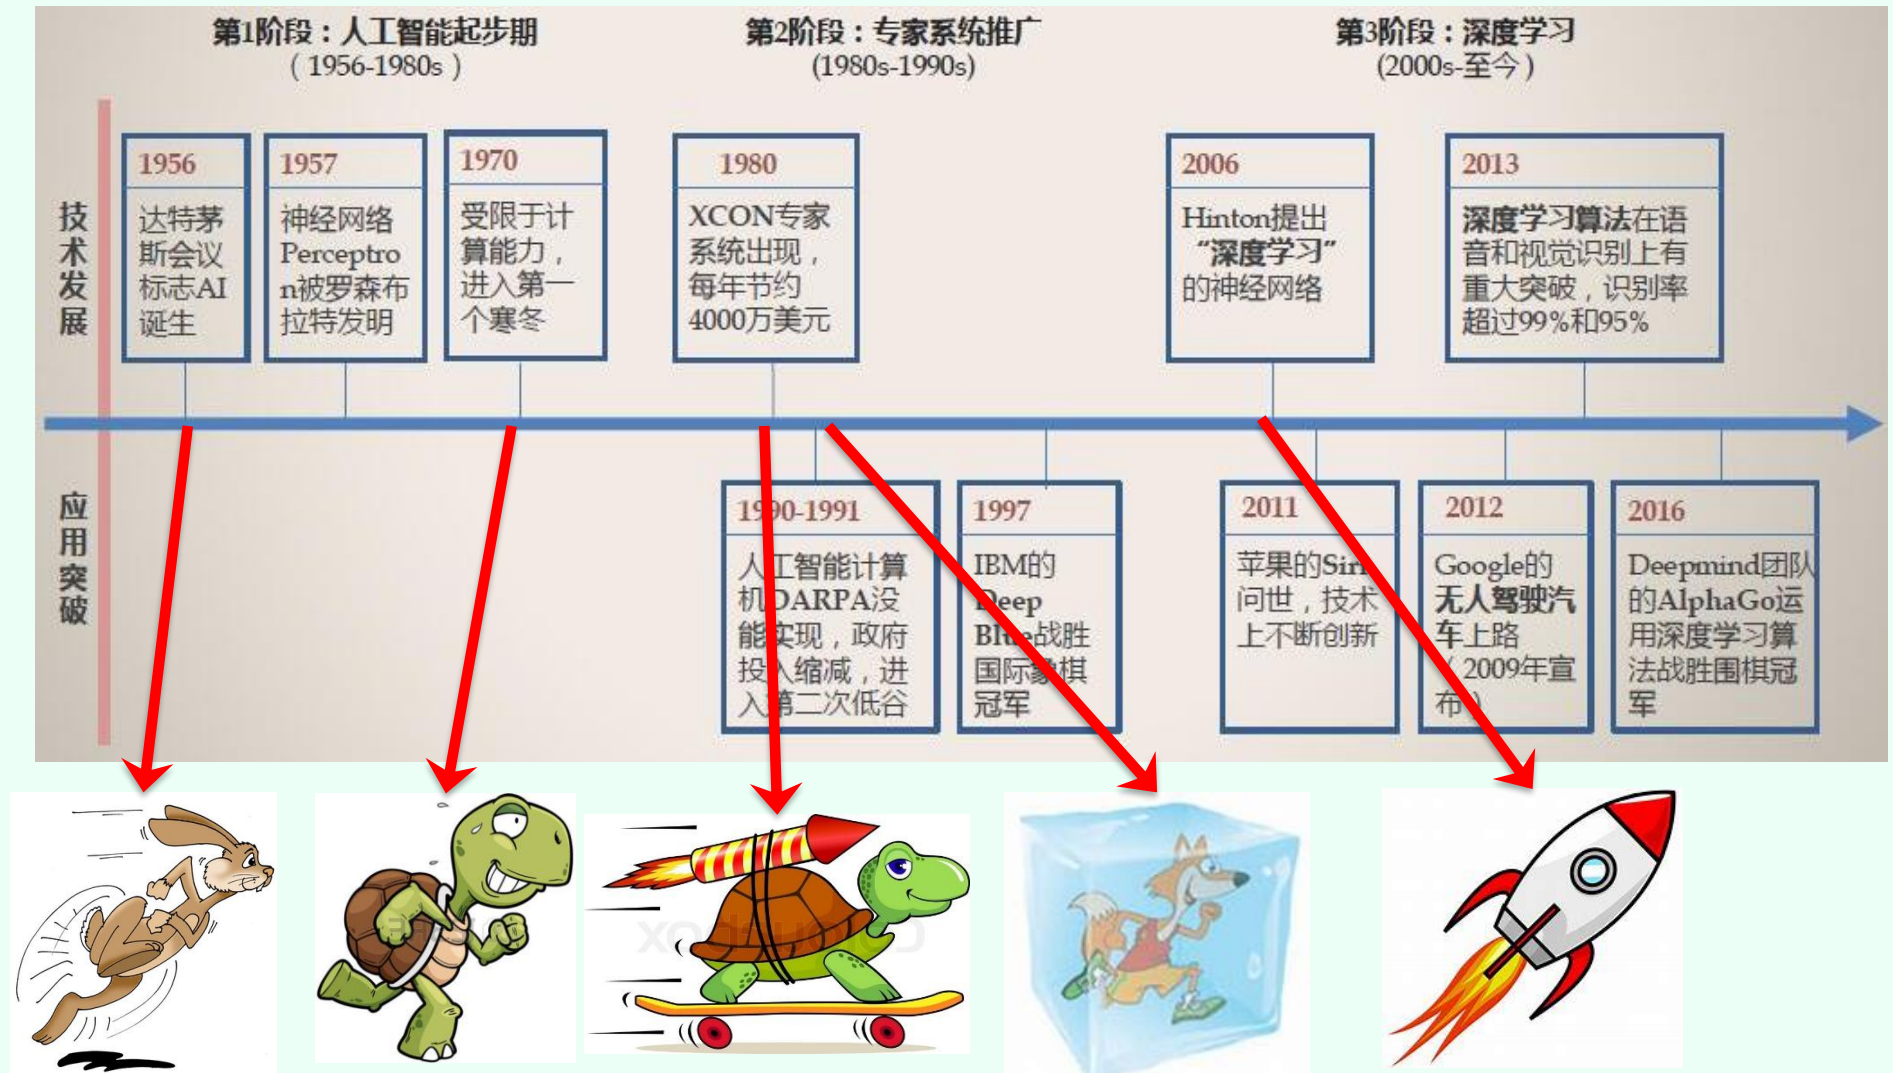 第1阶段：人工智能起步期
（1956-1980s）
第2阶段：专家系统推广
(1980s-1990s)
第3阶段：深度学习
(2000s-至今）
技术发展
1956
达特茅
斯会议
标志AI
诞生
1957
神经网络
Perceptro
n被罗森布
拉特发明
1970
受限于计
算能力，
进入第一
个寒冬
1980
XCON专家
系统出现，
每年节约
4000万美元
2006
Hinton提出
“深度学习”
的神经网络
2013
深度学习算法在语
音和视觉识别上有
重大突破，识别率
超过99%和95%
应用突破
1990-1991
人工智能计算
机DARPA没
能实现，政府
投入缩减，进
入第二次低谷
1997
IBM的
Deep
Blue战胜
国际象棋
冠军
2011
苹果的Siri
问世，技术
上不断创新
2012
Google的
无人驾驶汽
车上路
（2009年宣
布）
2016
Deepmind团队
的AlphaGo运
用深度学习算
法战胜围棋冠
军